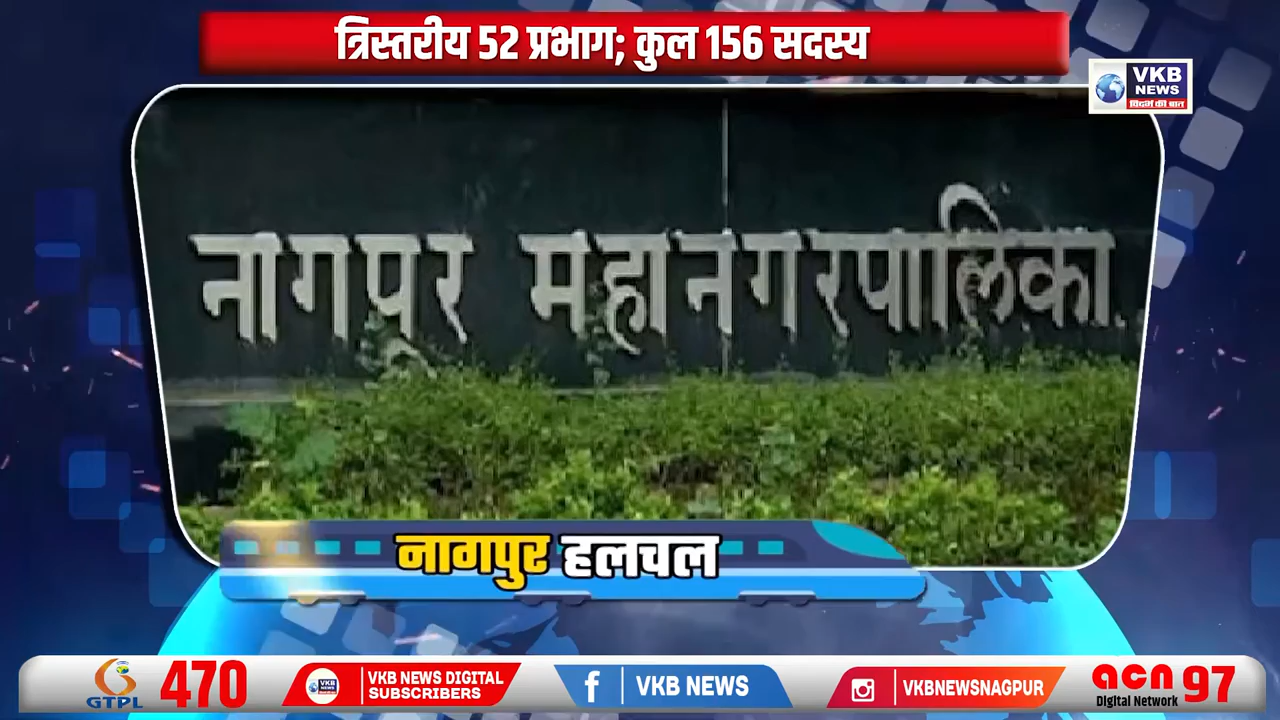 त्रिस्तरीय 52 प्रभाग; कुल 156 सदस्य
VKB
NEWS
विदर्भ की बात
नागपूर महानगरपालिका
नागपुर हलचल
GTPL 470
VKB NEWS DIGITAL
SUBSCRIBERS
VKB NEWS
VKBNEWSNAGPUR
acn 97
Digital Network